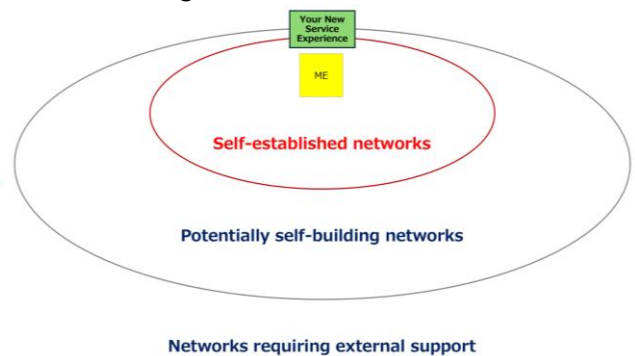 Your New
Service
Experience
ME
Self-established networks
Potentially self-building networks
Networks requiring external support